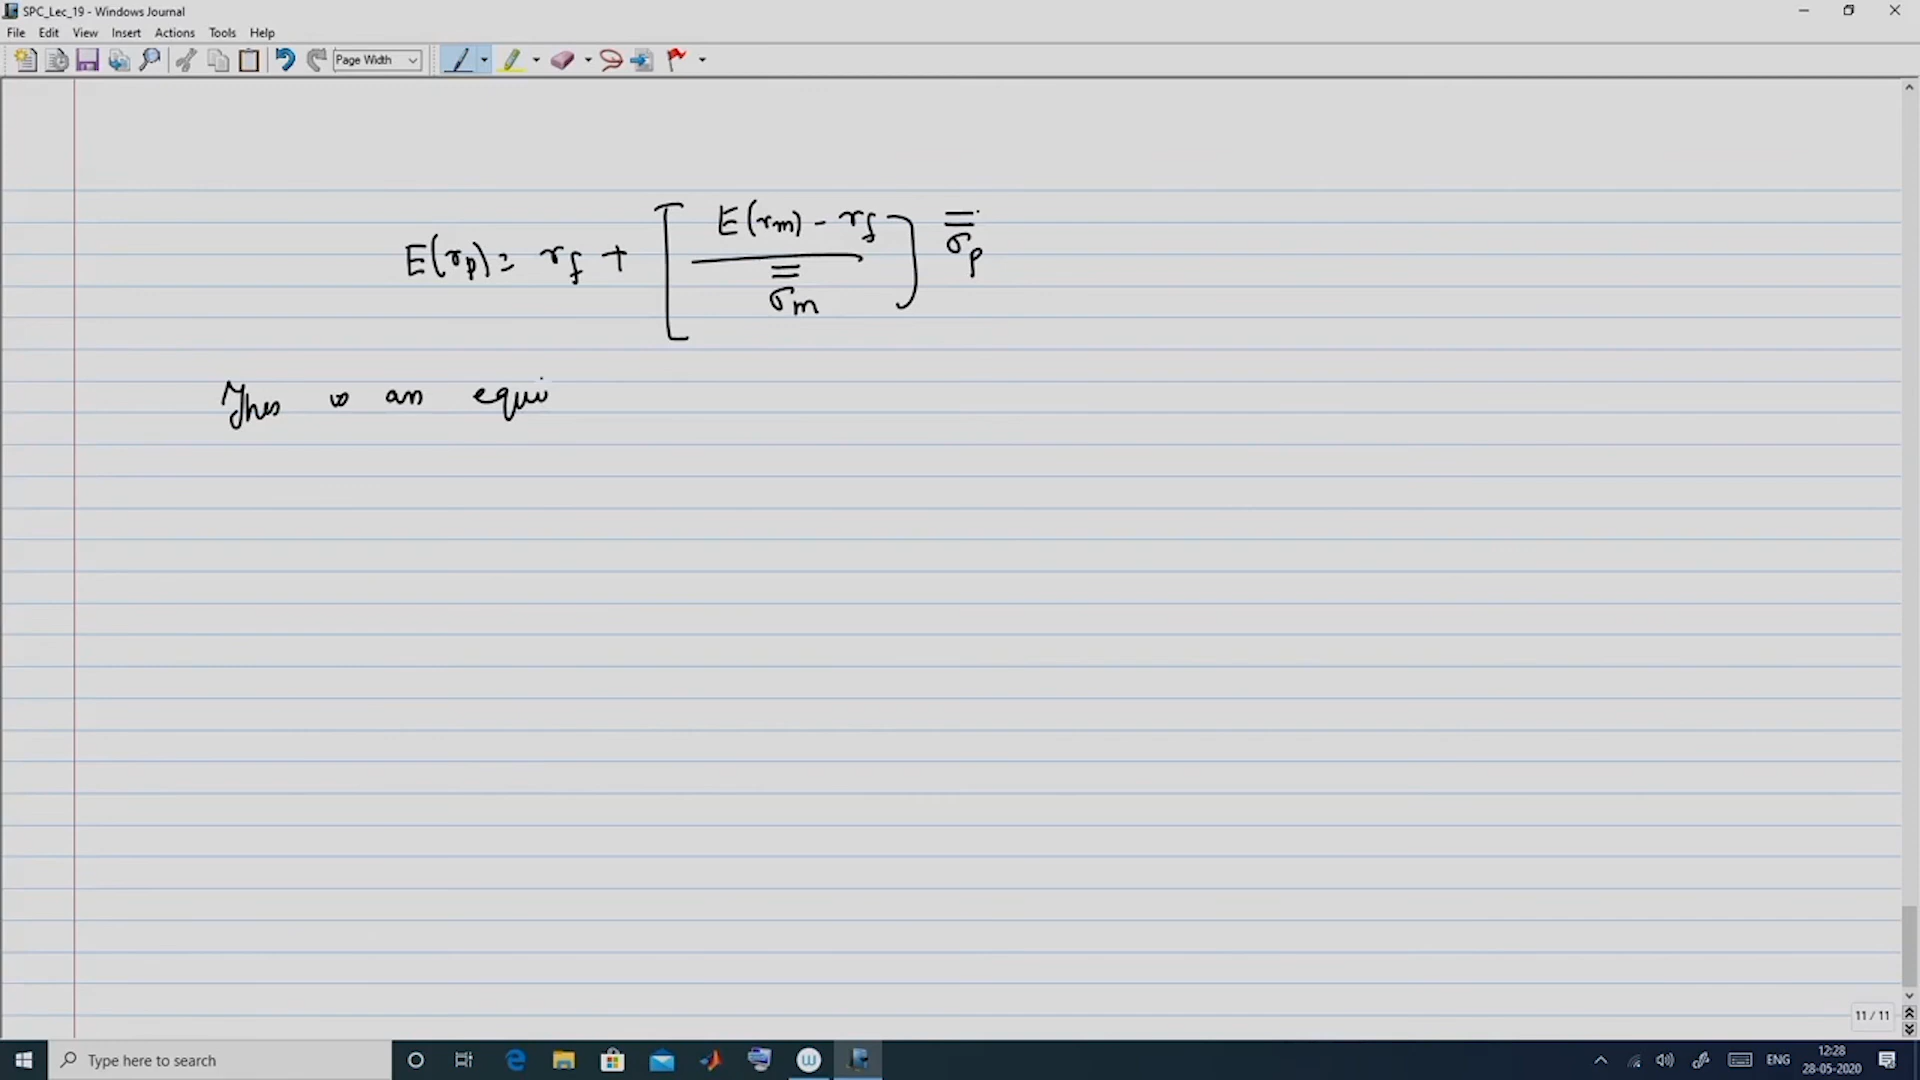 SPC_Lec_19 - Windows Journal
File Edit View Insert Actions Tools Help
Page Width
E(rp) = rf + [ E(rm) - rf / σm ] σp
This is an equi
11 / 11
Type here to search
ENG
12:28
28-05-2020